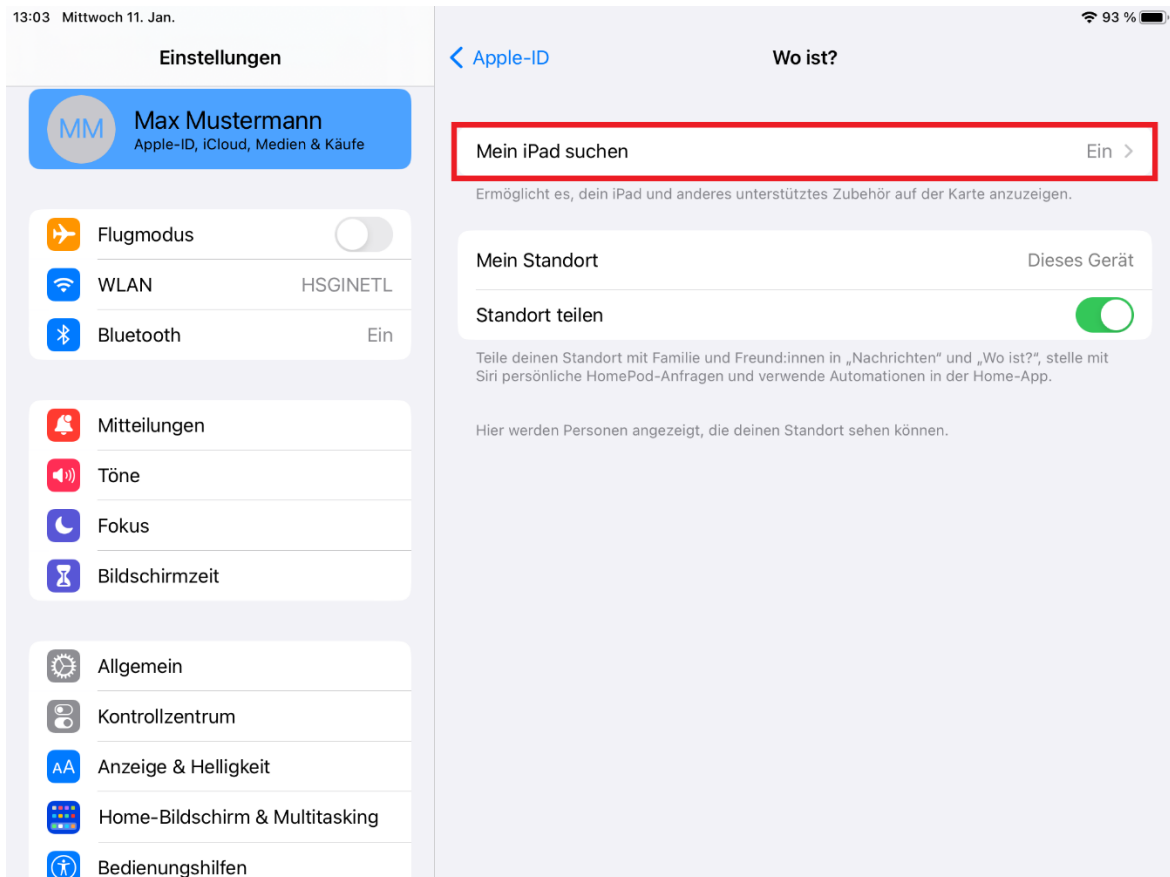 13:03 Mittwoch 11. Jan.
93 %
Einstellungen
MM
Max Mustermann
Apple-ID, iCloud, Medien & Käufe
Flugmodus
WLAN HSGINETL
Bluetooth Ein
Mitteilungen
Töne
Fokus
Bildschirmzeit
Allgemein
Kontrollzentrum
AA
Anzeige & Helligkeit
Home-Bildschirm & Multitasking
Bedienungshilfen
Apple-ID
Wo ist?
Mein iPad suchen Ein
Ermöglicht es, dein iPad und anderes unterstütztes Zubehör auf der Karte anzuzeigen.
Mein Standort Dieses Gerät
Standort teilen
Teile deinen Standort mit Familie und Freund:innen in „Nachrichten“ und „Wo ist?“, stelle mit
Siri persönliche HomePod-Anfragen und verwende Automationen in der Home-App.
Hier werden Personen angezeigt, die deinen Standort sehen können.